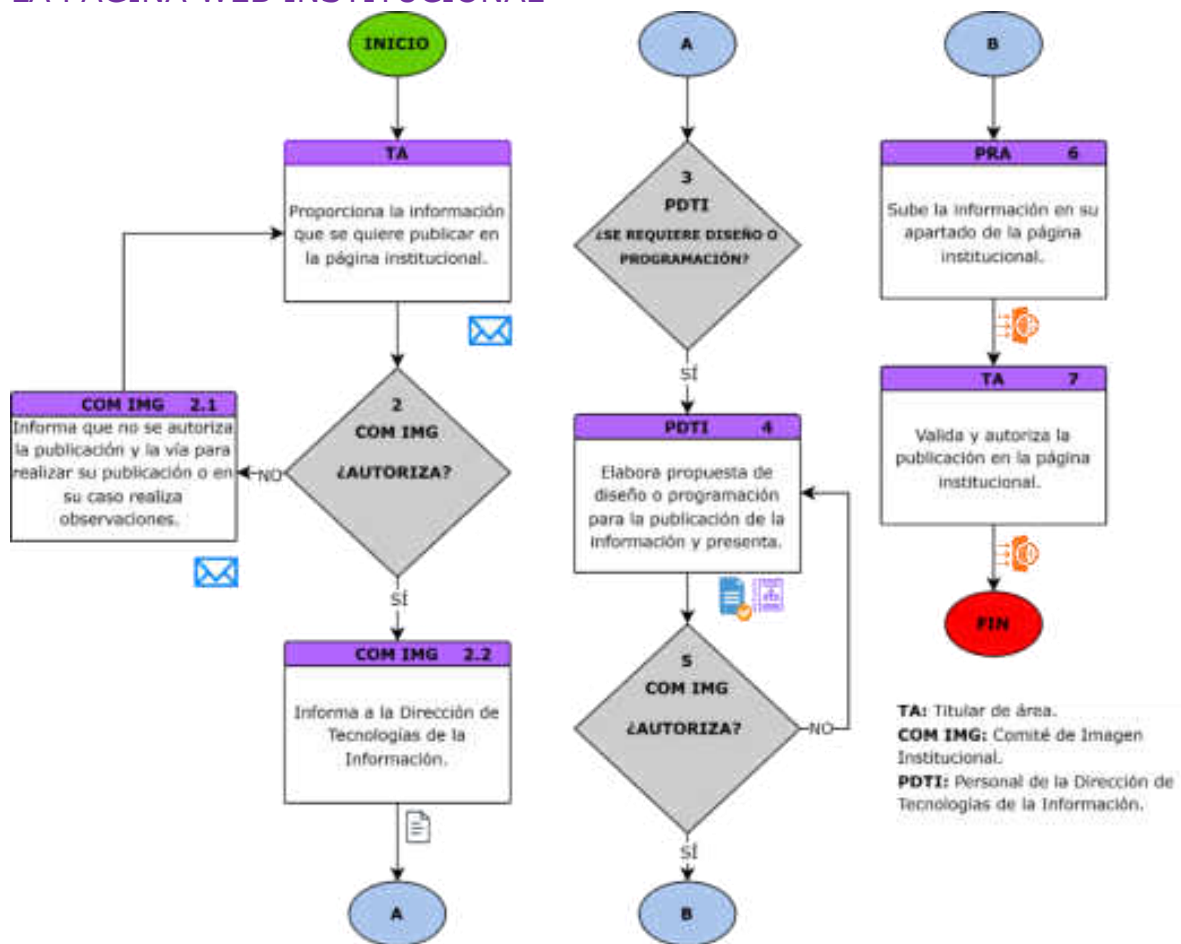 LA PÁGINA WEB INSTITUCIONAL
INICIO
TA
Proporciona la información
que se quiere publicar en
la página institucional.
COM IMG 2.1
Informa que no se autoriza
la publicación y la vía para
realizar su publicación o en
su caso realiza
observaciones.
NO
2
COM IMG
¿AUTORIZA?
SÍ
COM IMG 2.2
Informa a la Dirección de
Tecnologías de la
Información.
A
A
3
PDTI
¿SE REQUIERE DISEÑO O
PROGRAMACIÓN?
SÍ
PDTI 4
Elabora propuesta de
diseño o programación
para la publicación de la
información y presenta.
5
COM IMG
¿AUTORIZA?
NO
SÍ
B
B
PRA 6
Sube la información en su
apartado de la página
institucional.
TA 7
Valida y autoriza la
publicación en la página
institucional.
FIN
TA: Titular de área.
COM IMG: Comité de Imagen
Institucional.
PDTI: Personal de la Dirección de
Tecnologías de la Información.